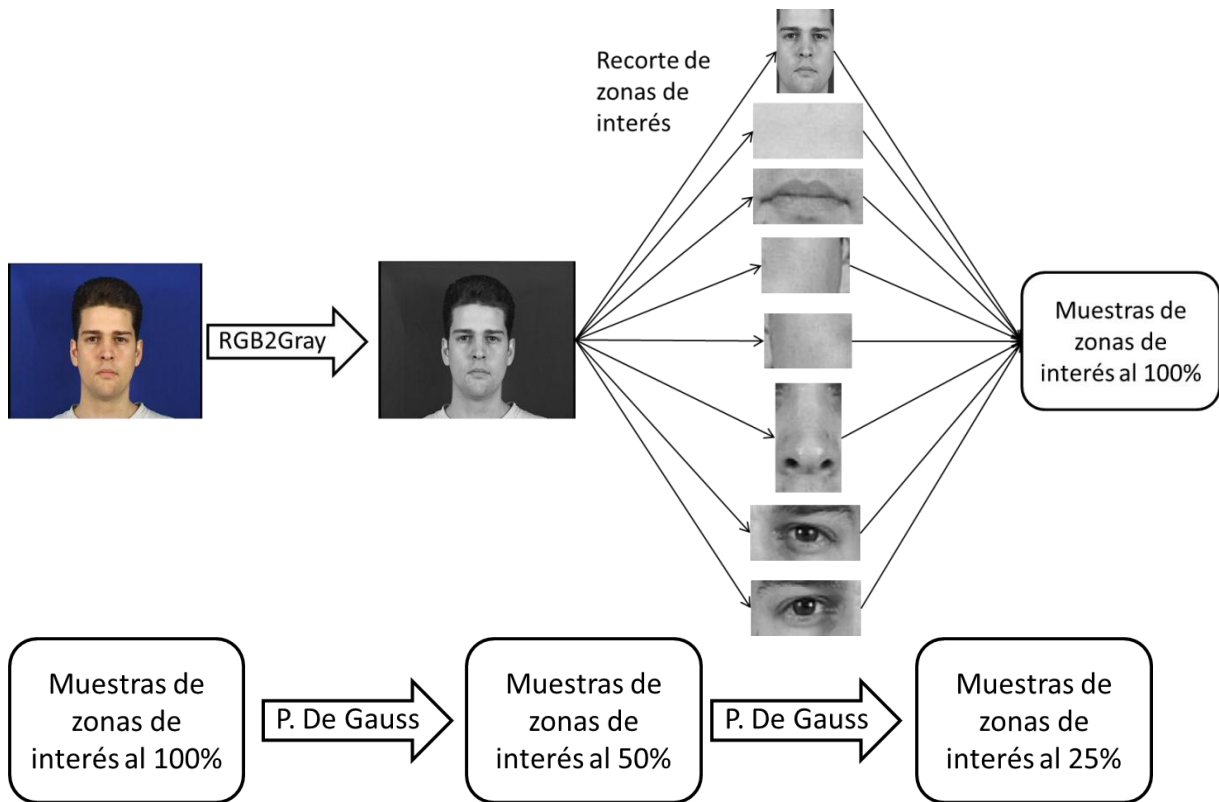 Recorte de
zonas de
interés
RGB2Gray
Muestras de
zonas de
interés al 100%
Muestras de
zonas de
interés al 100%
P. De Gauss
Muestras de
zonas de
interés al 50%
P. De Gauss
Muestras de
zonas de
interés al 25%